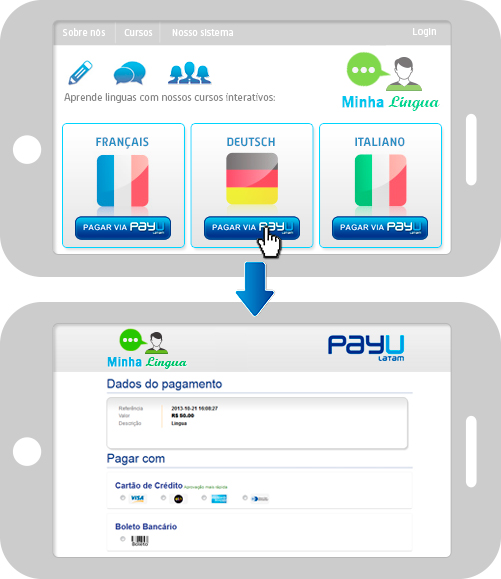 Sobre nós Cursos Nosso sistema Login
Aprende linguas com nossos cursos interativos:
Minha Lingua
FRANÇAIS DEUTSCH ITALIANO
PAGAR VIA PAYU LATAM PAGAR VIA PAYU LATAM PAGAR VIA PAYU LATAM
Minha Lingua
PAYU LATAM
Dados do pagamento
Referência 2013-10-21 10:08:27
Valor R$ 50.00
Descrição Lingua
Pagar com
Cartão de Crédito Aprovação mais rápida
VISA
Boleto Bancário
Boleto